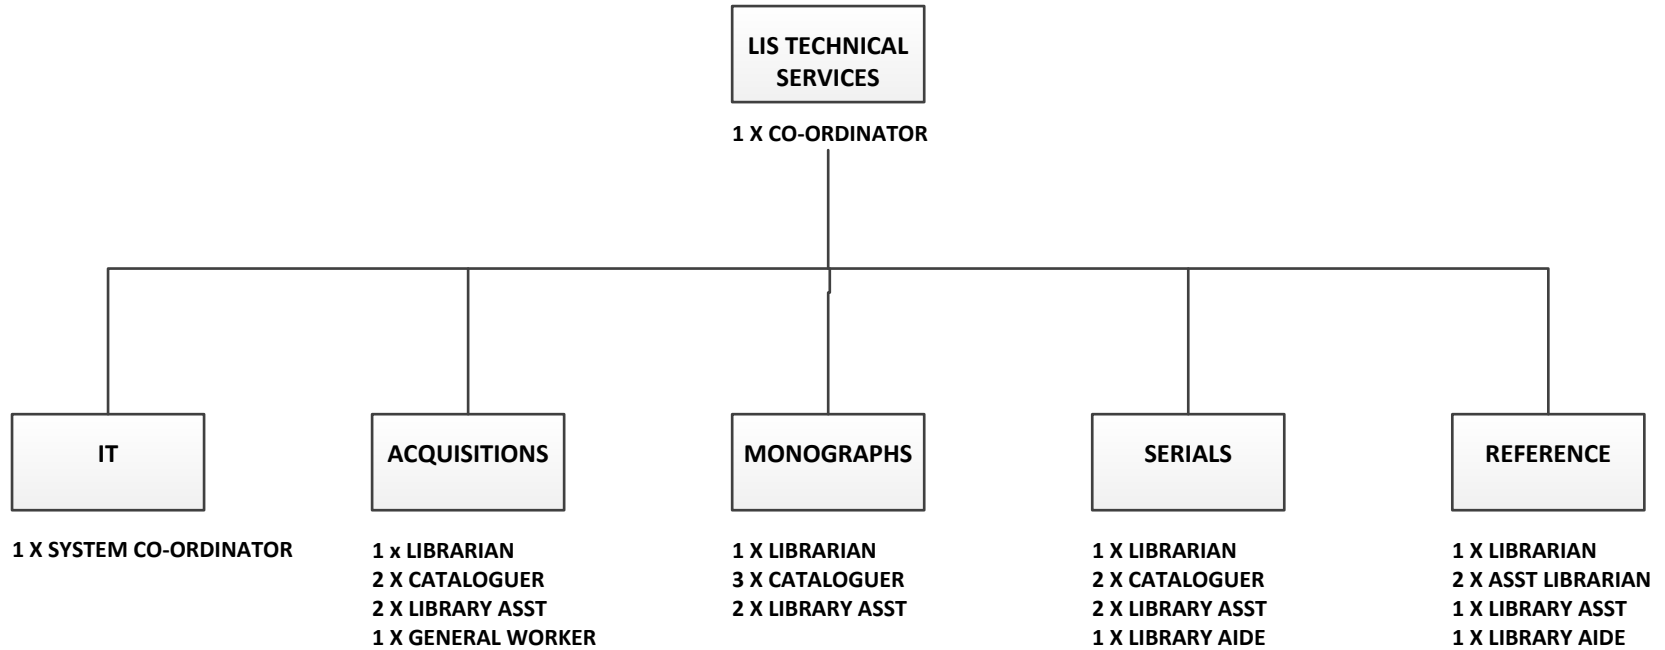 LIS TECHNICAL
SERVICES
1 X CO-ORDINATOR
IT
1 X SYSTEM CO-ORDINATOR
ACQUISITIONS
1 x LIBRARIAN
2 X CATALOGUER
2 X LIBRARY ASST
1 X GENERAL WORKER
MONOGRAPHS
1 X LIBRARIAN
3 X CATALOGUER
2 X LIBRARY ASST
SERIALS
1 X LIBRARIAN
2 X CATALOGUER
2 X LIBRARY ASST
1 X LIBRARY AIDE
REFERENCE
1 X LIBRARIAN
2 X ASST LIBRARIAN
1 X LIBRARY ASST
1 X LIBRARY AIDE